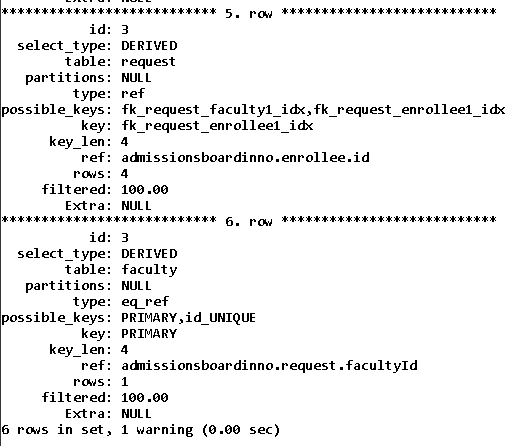 Extra: NULL
*************************** 5. row ***************************
id: 3
select_type: DERIVED
table: request
partitions: NULL
type: ref
possible_keys: fk_request_faculty1_idx,fk_request_enrollee1_idx
key: fk_request_enrollee1_idx
key_len: 4
ref: admissionsboardinno.enrollee.id
rows: 4
filtered: 100.00
Extra: NULL
*************************** 6. row ***************************
id: 3
select_type: DERIVED
table: faculty
partitions: NULL
type: eq_ref
possible_keys: PRIMARY,id_UNIQUE
key: PRIMARY
key_len: 4
ref: admissionsboardinno.request.facultyId
rows: 1
filtered: 100.00
Extra: NULL
6 rows in set, 1 warning (0.00 sec)